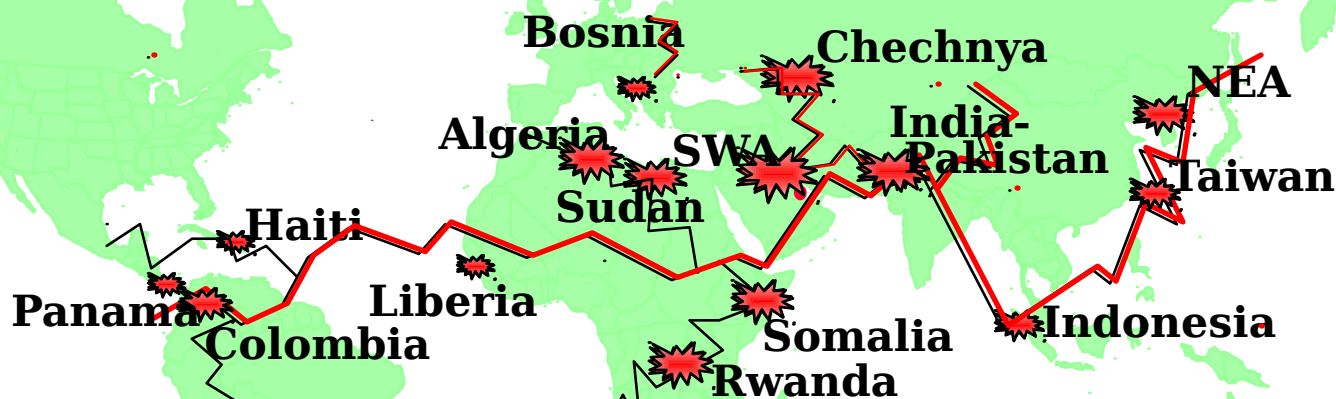 Bosnia
Chechnya
NEA
Algeria
SWA
India-
Pakistan
Taiwan
Sudan
Haiti
Liberia
Panama
Colombia
Somalia
Indonesia
Rwanda